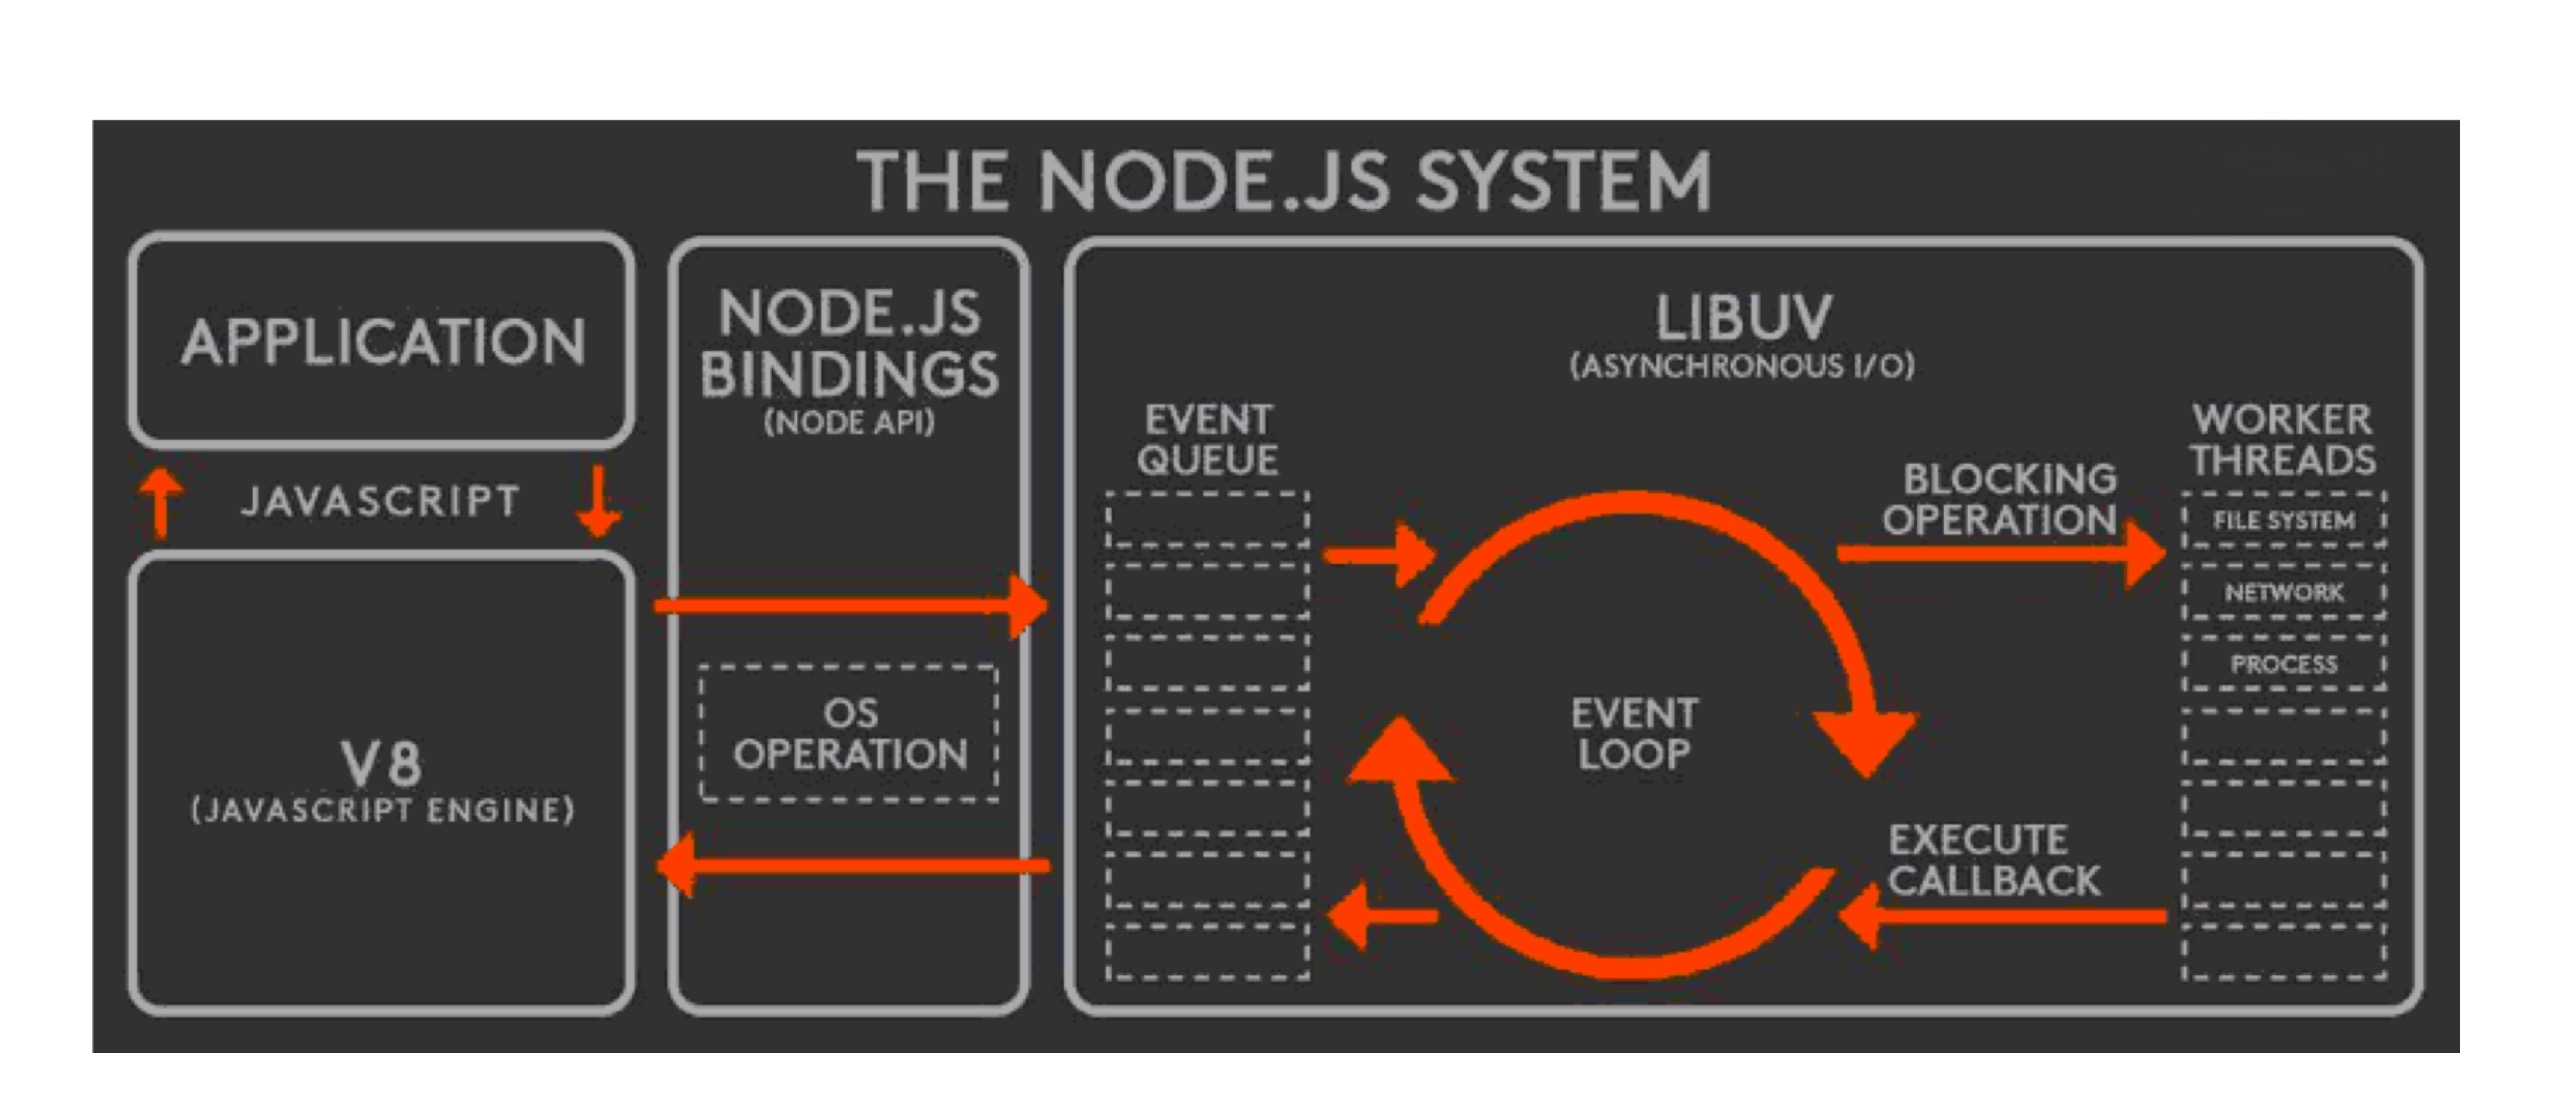 THE NODE.JS SYSTEM
APPLICATION
JAVASCRIPT
V8
(JAVASCRIPT ENGINE)
NODE.JS
BINDINGS
(NODE API)
OS
OPERATION
LIBUV
(ASYNCHRONOUS I/O)
EVENT
QUEUE
EVENT
LOOP
BLOCKING
OPERATION
EXECUTE
CALLBACK
WORKER
THREADS
FILE SYSTEM
NETWORK
PROCESS